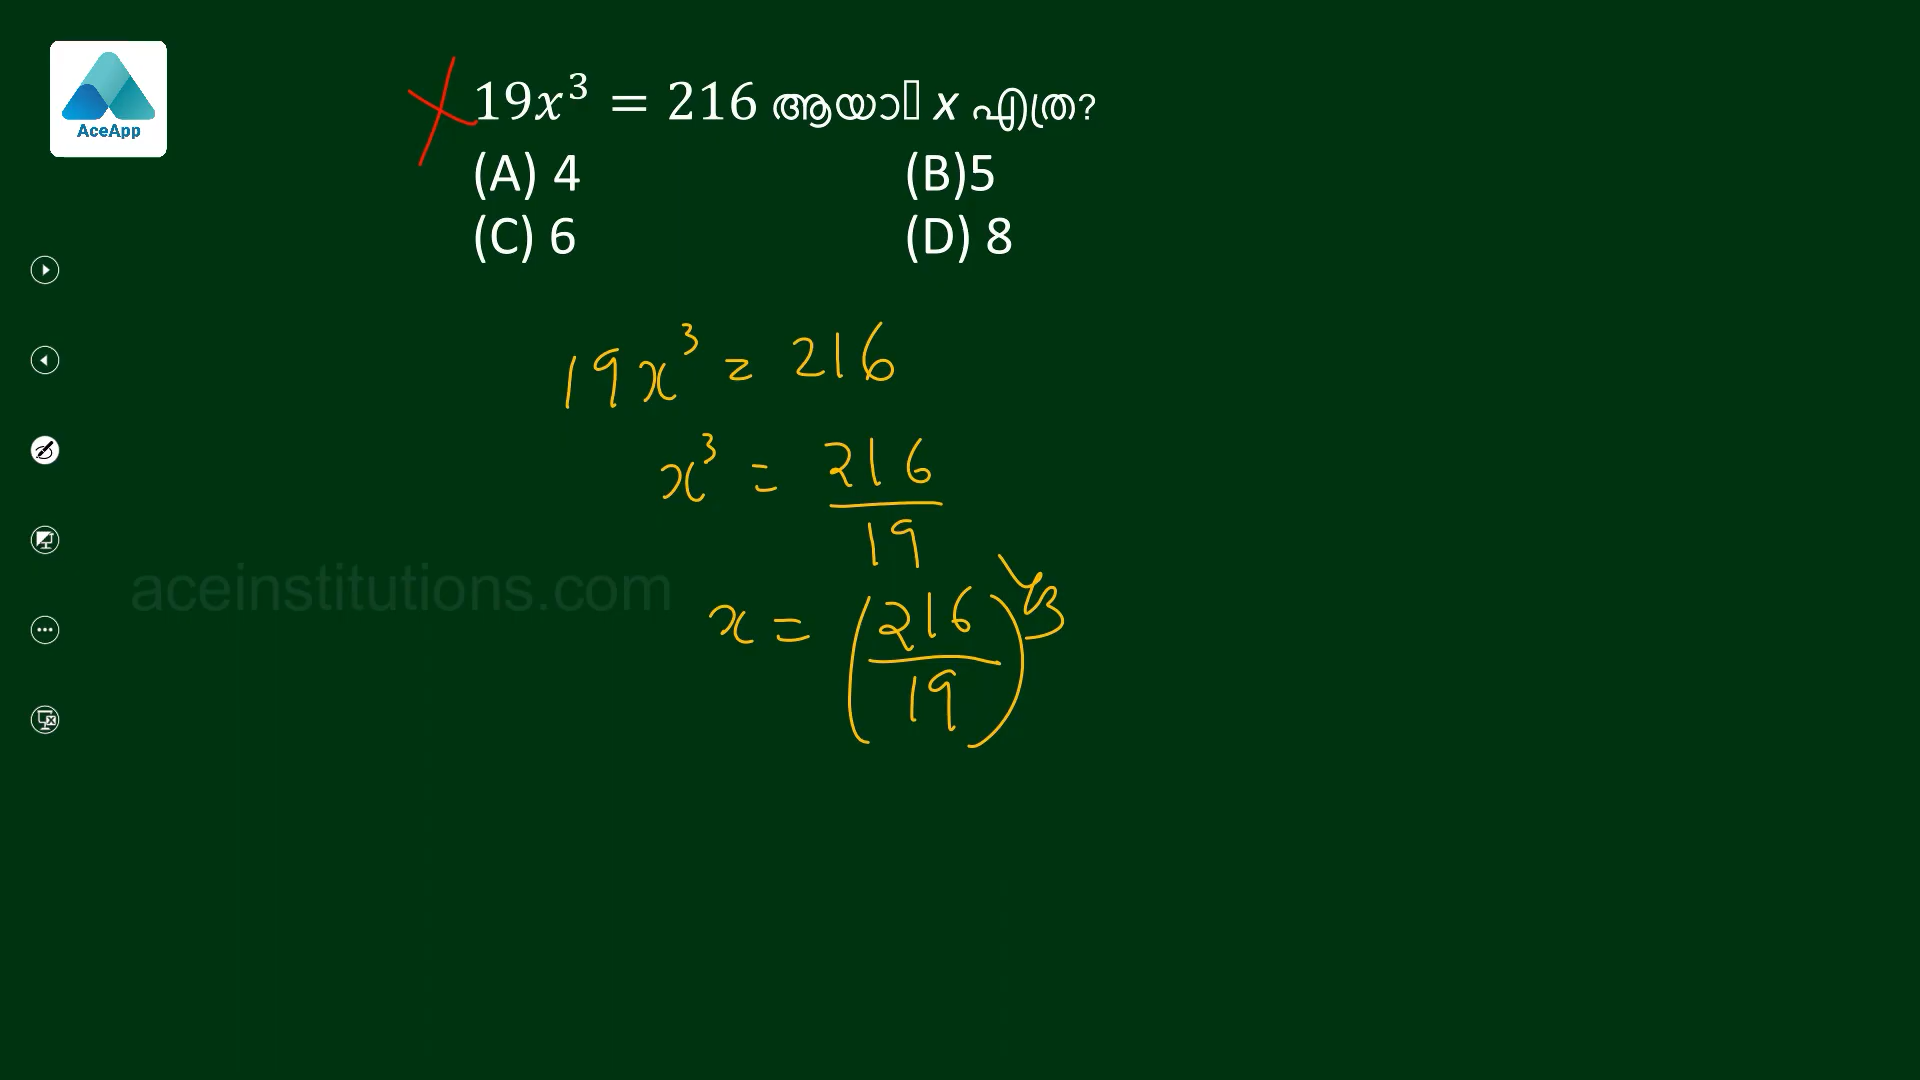 AceApp
19x³ = 216 ആയാ x എത്ര?
(A) 4 (B)5
(C) 6 (D) 8
19x³ = 216
x³ = 216/19
aceinstitutions.com
x = (216/19)^1/3